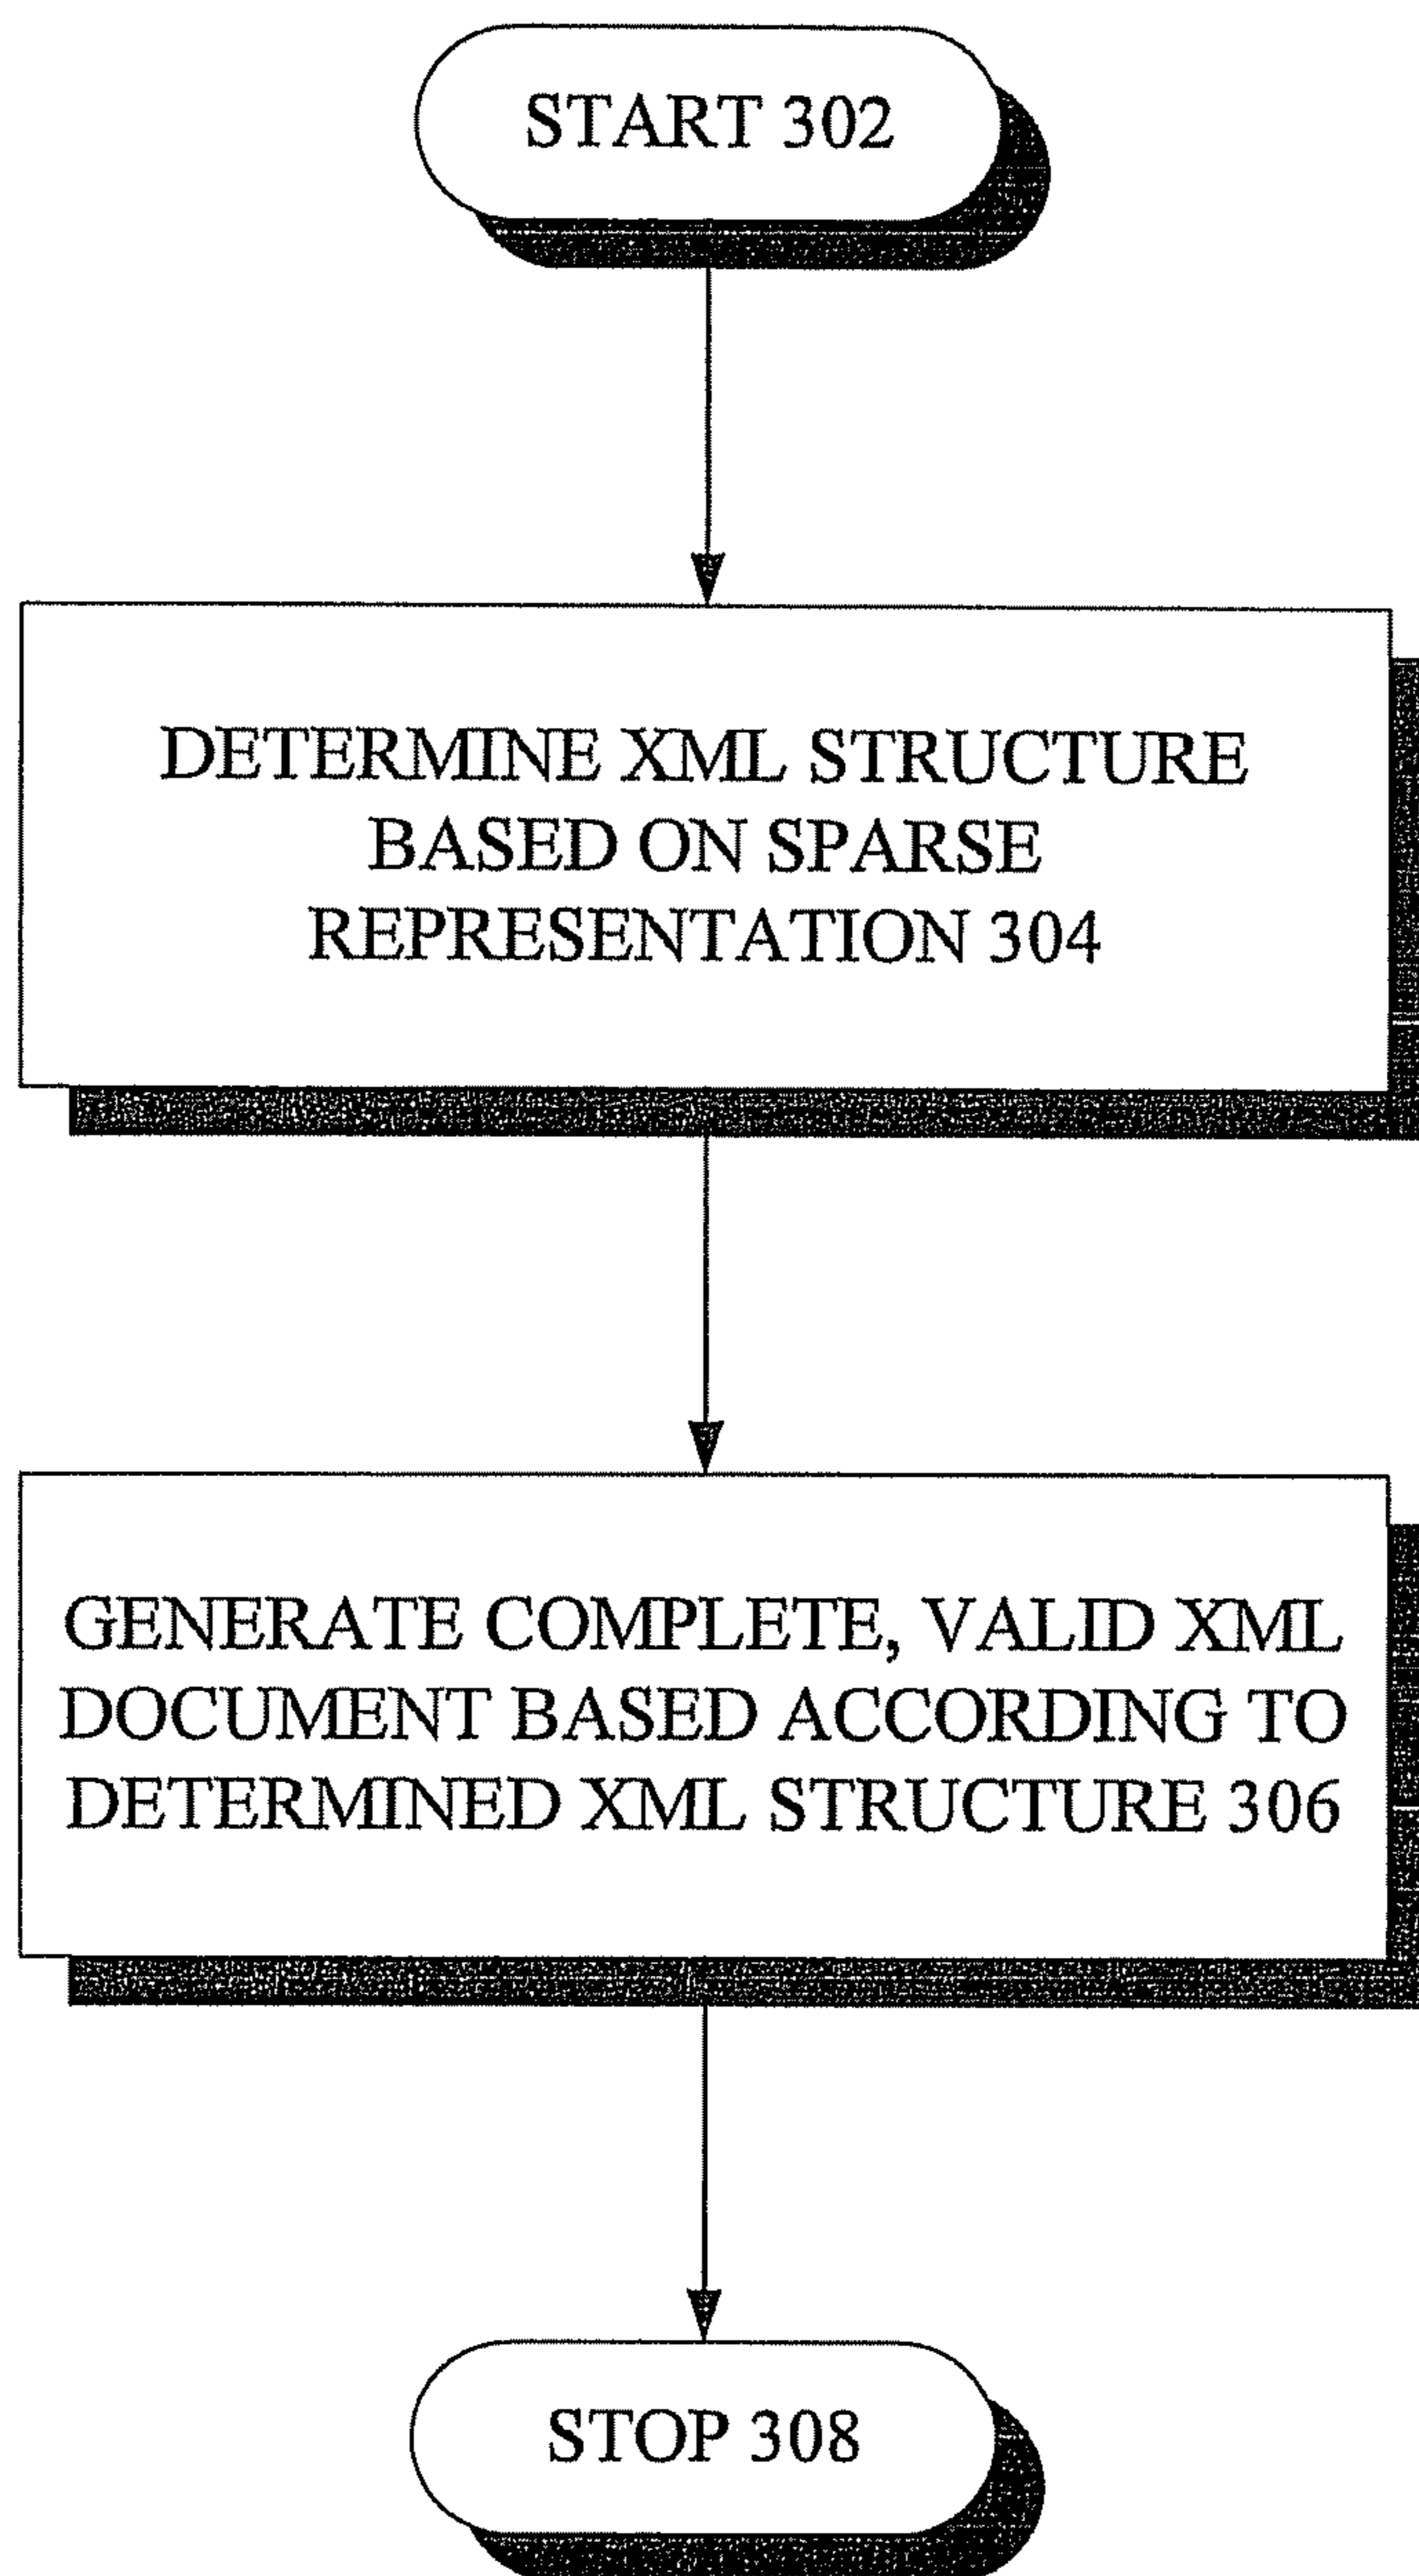 START 302
DETERMINE XML STRUCTURE
BASED ON SPARSE
REPRESENTATION 304
GENERATE COMPLETE, VALID XML
DOCUMENT BASED ACCORDING TO
DETERMINED XML STRUCTURE 306
STOP 308